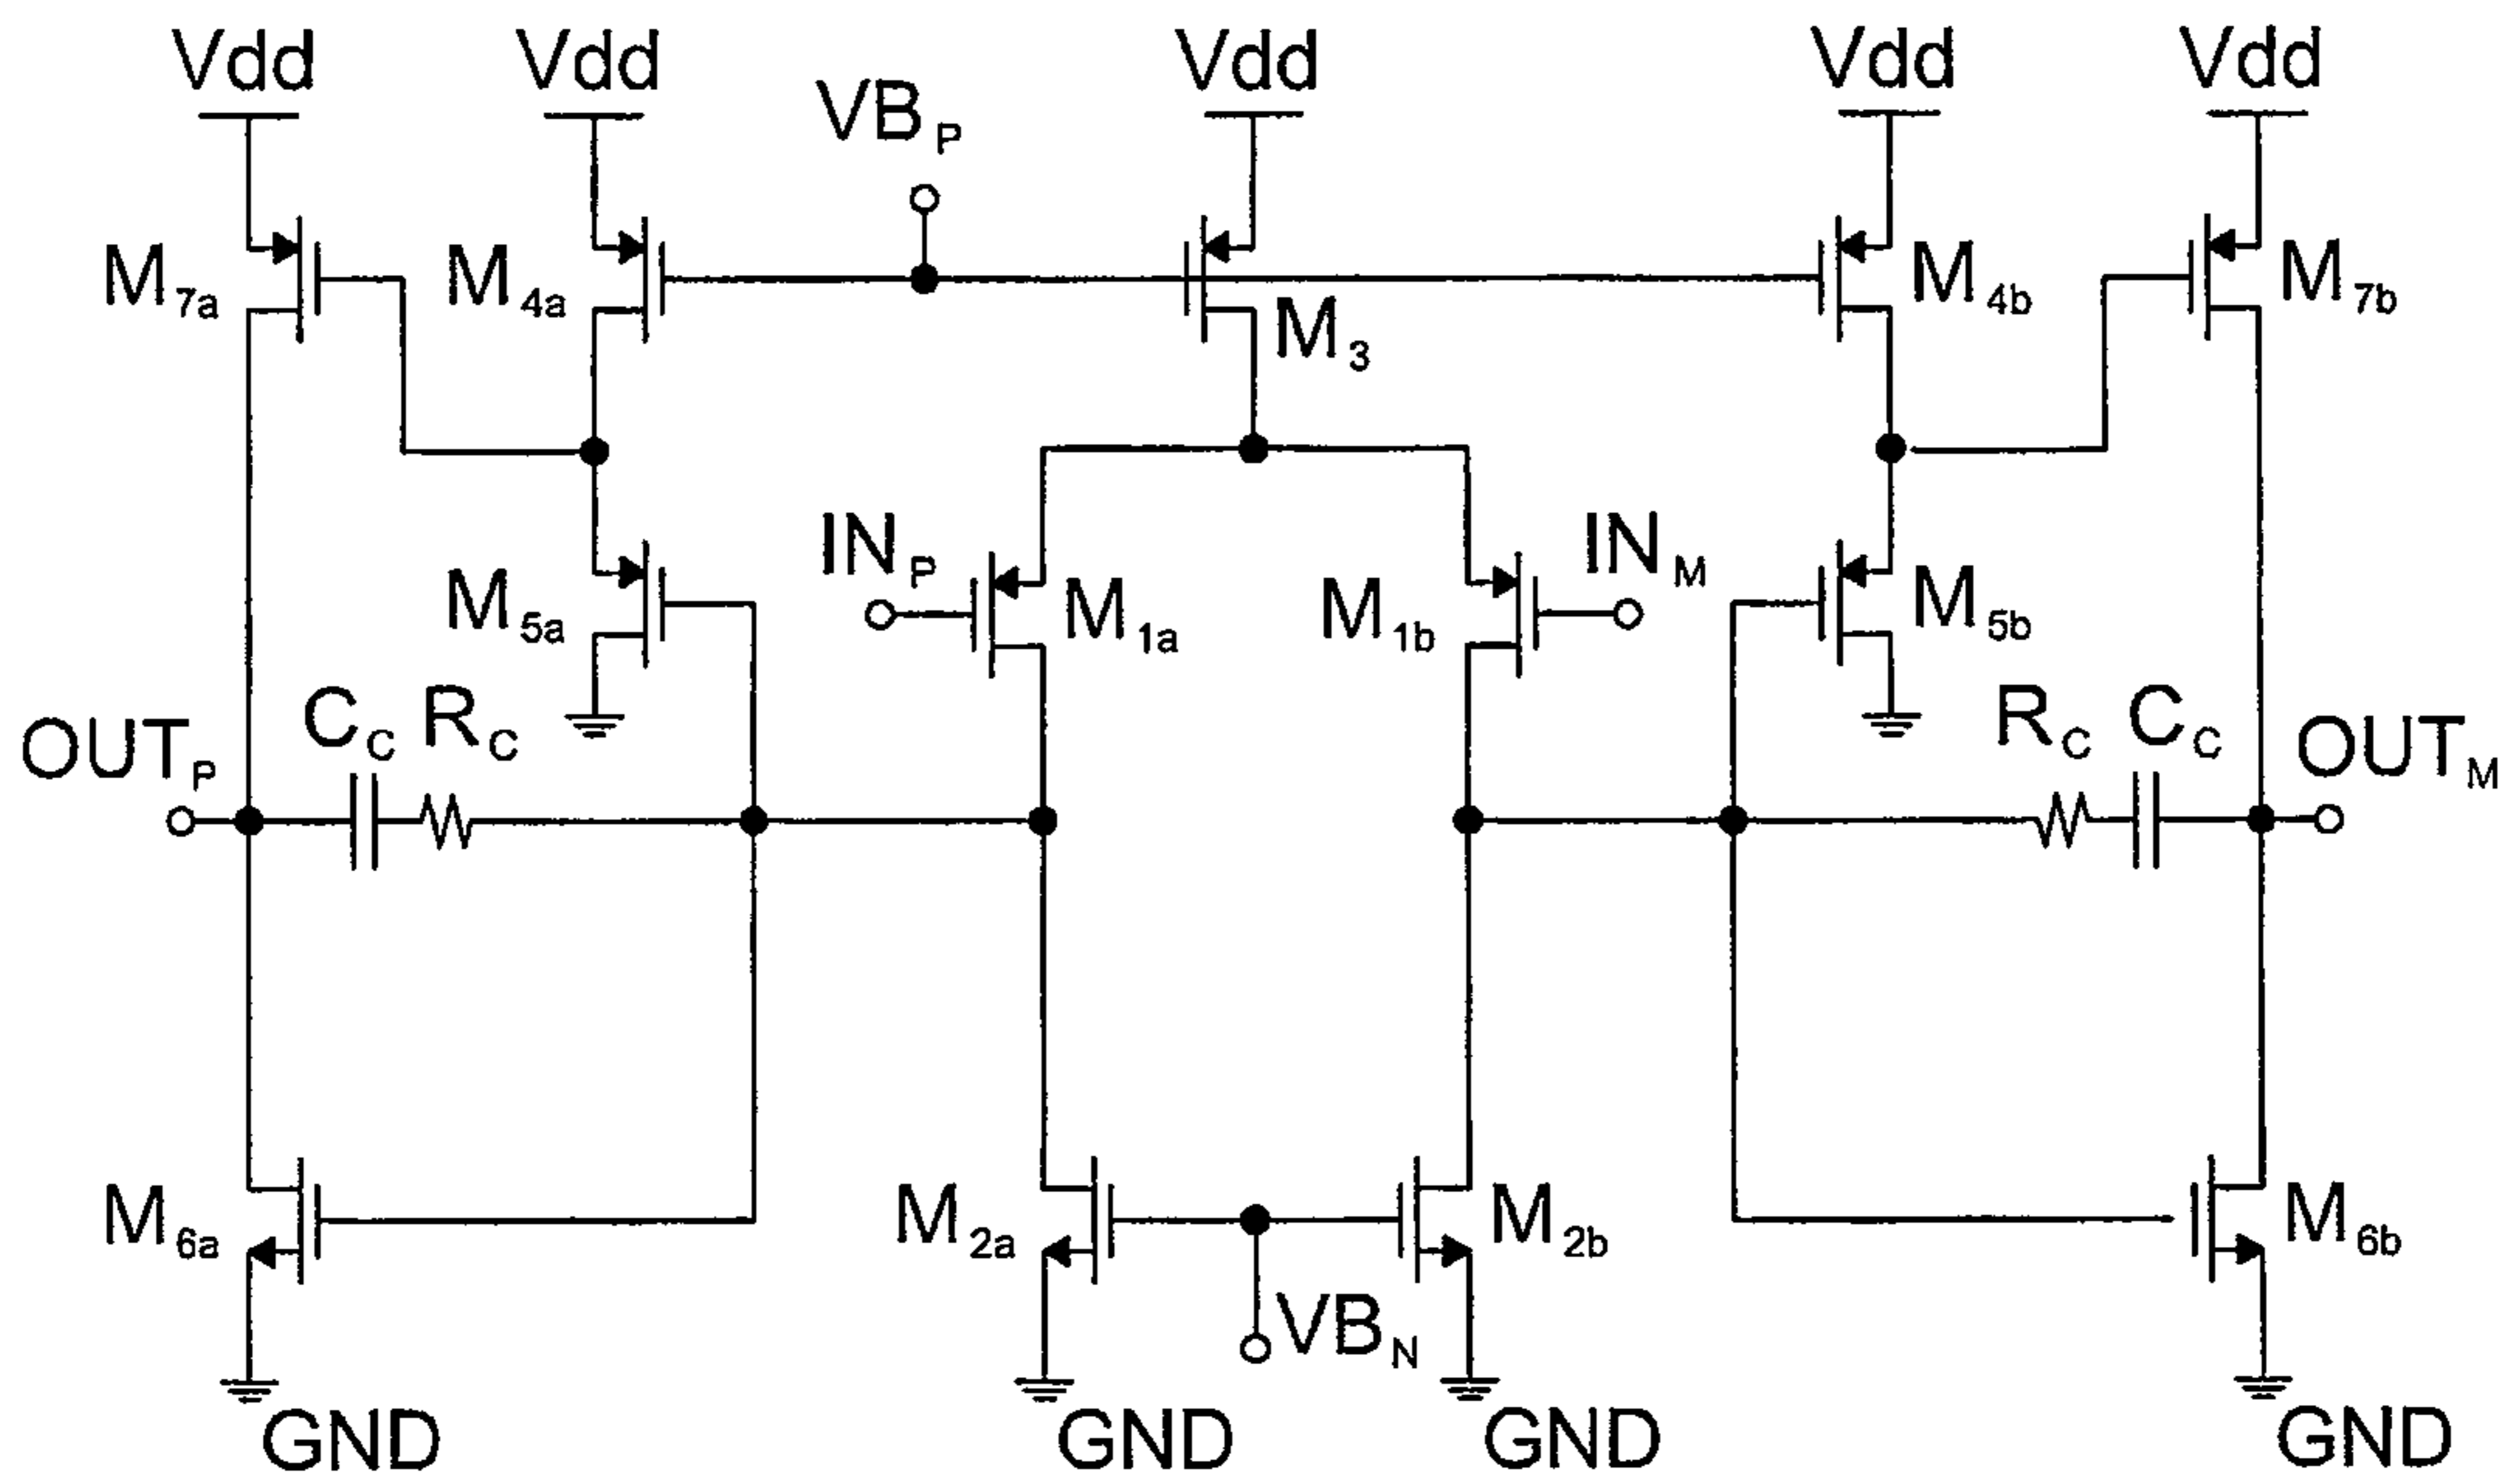 Vdd Vdd Vdd Vdd Vdd
VBP
M7a M4a M3 M4b M7b
INP INM
M5a M1a M1b M5b
OUTP CC RC RC CC OUTM
M6a M2a M2b M6b
VBN
GND GND GND GND